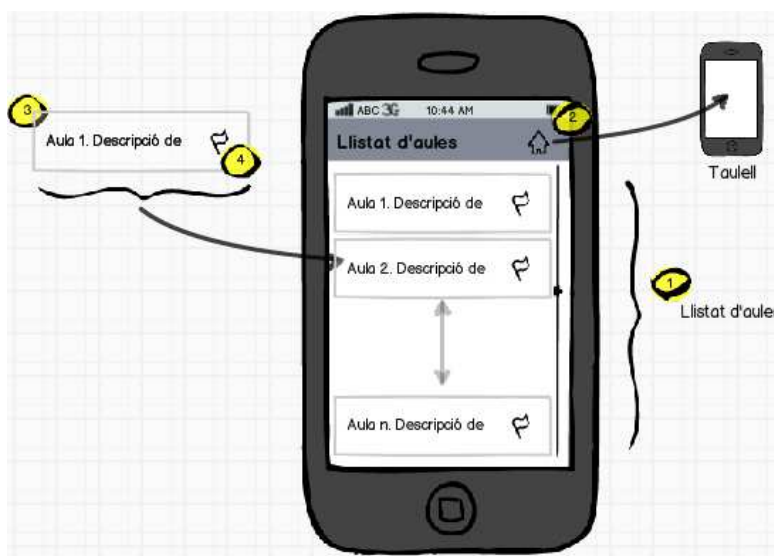 ABC 3G 10:44 AM
2
Llistat d'aules
Taulell
3
Aula 1. Descripció de
4
Aula 1. Descripció de
Aula 2. Descripció de
1
Llistat d'aules
Aula n. Descripció de